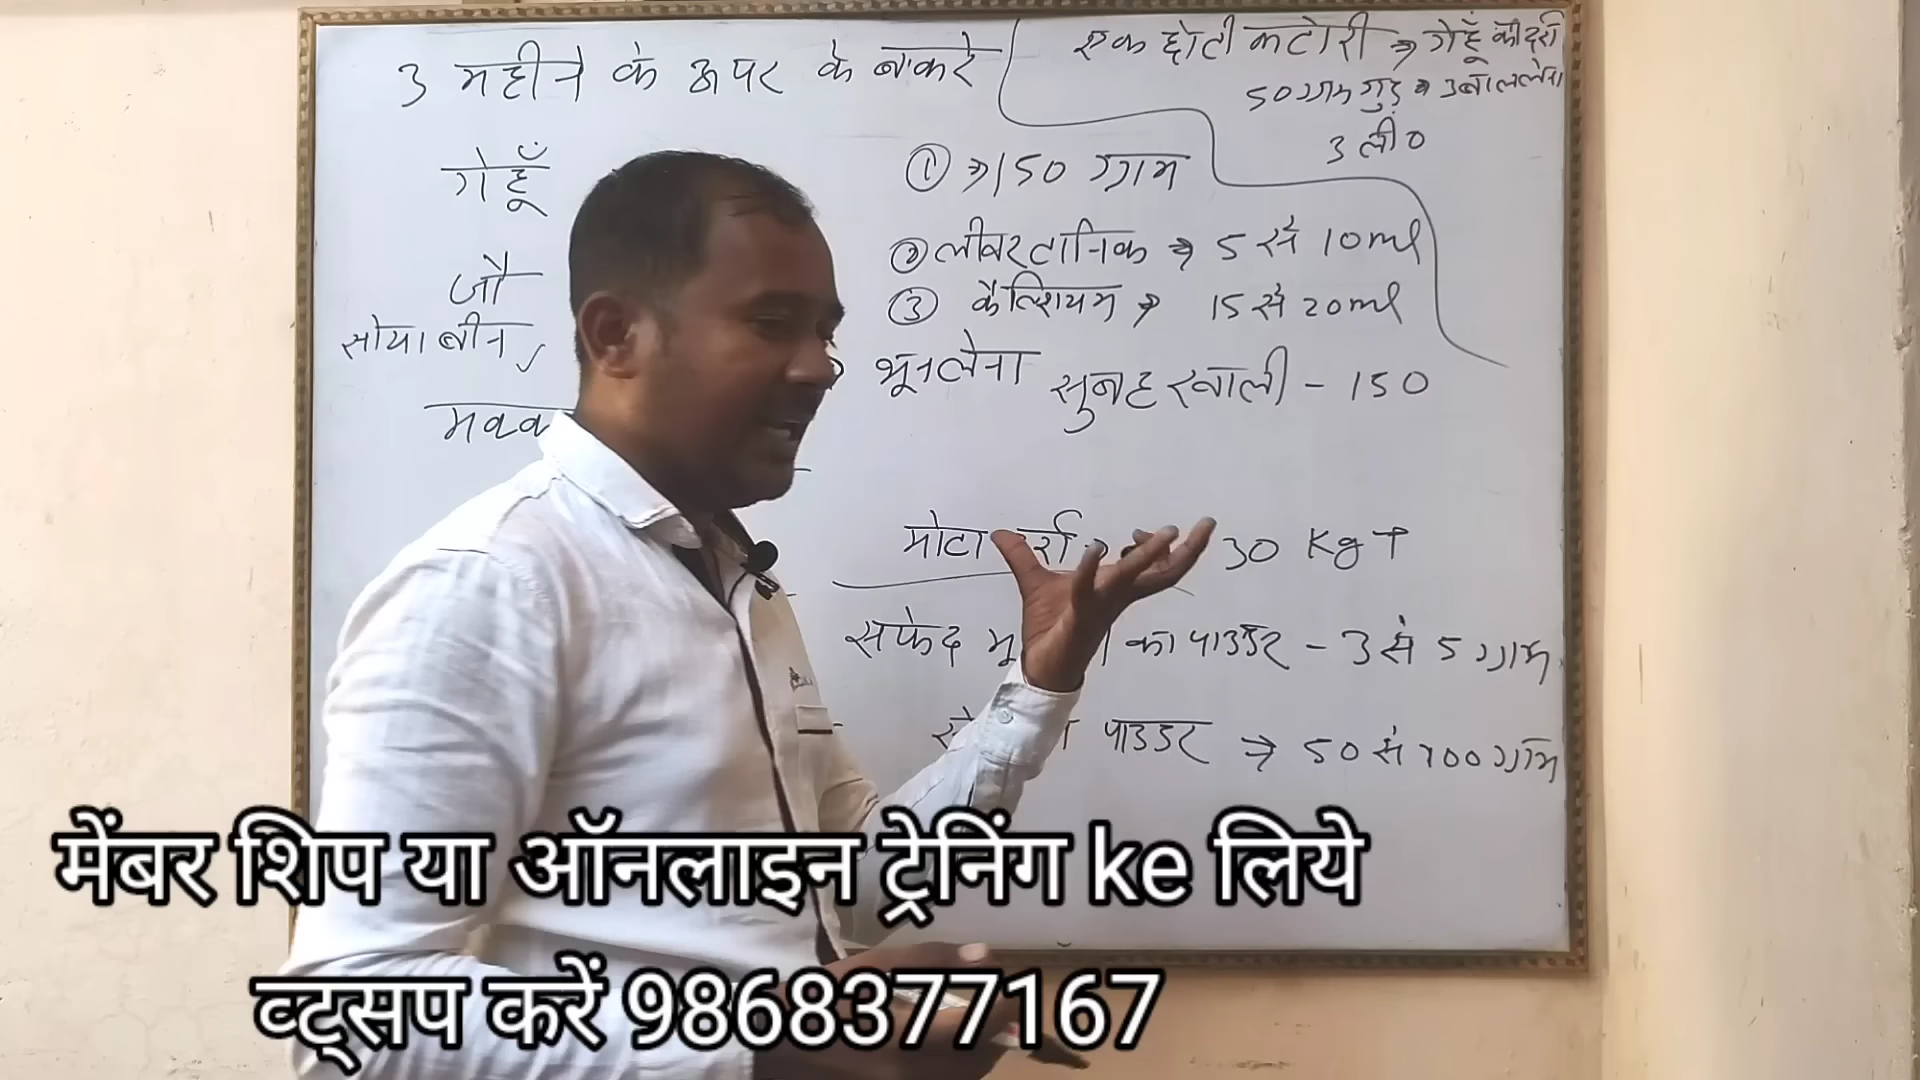 3 महीने के ऊपर के बकरे
एक छोटी कटोरी → गेहूँ की दर्रा
50 ग्राम गुड़ → उबाल लेना
3 ली०
गेहूँ
① → 150 ग्राम
② लीवर टानिक → 5 से 10ml
जौ
③ कैल्शियम → 15 से 20ml
सोयाबीन
भून लेना
सुबह खाली - 150
मक्क
मोटा
30 Kg
सफेद
का पाउडर - 3 से 5 ग्राम
पाउडर → 50 से 100 ग्राम
मेंबर शिप या ऑनलाइन ट्रेनिंग ke लिये
व्ट्सप करें 9868377167